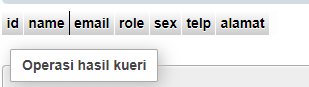 id name email role sex telp alamat
Operasi hasil kueri